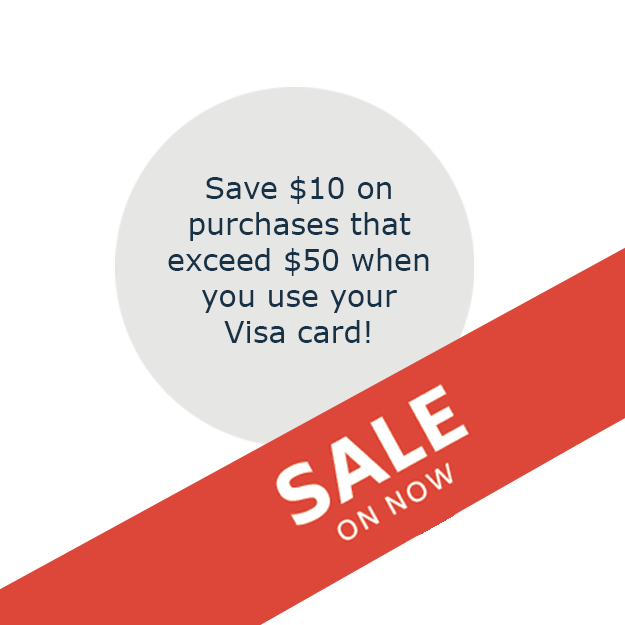 Save $10 on
purchases that
exceed $50 when
you use your
Visa card!
SALE
ON NOW